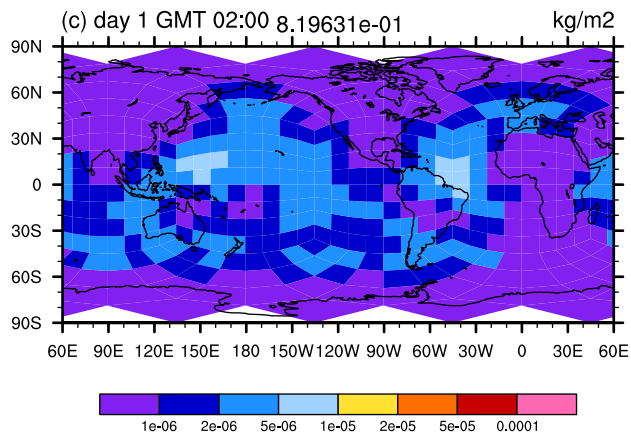 (c) day 1 GMT 02:00 8.19631e-01 kg/m2
90N
60N
30N
0
30S
60S
90S
60E 90E 120E 150E 180 150W 120W 90W 60W 30W 0 30E 60E
1e-06 2e-06 5e-06 1e-05 2e-05 5e-05 0.0001